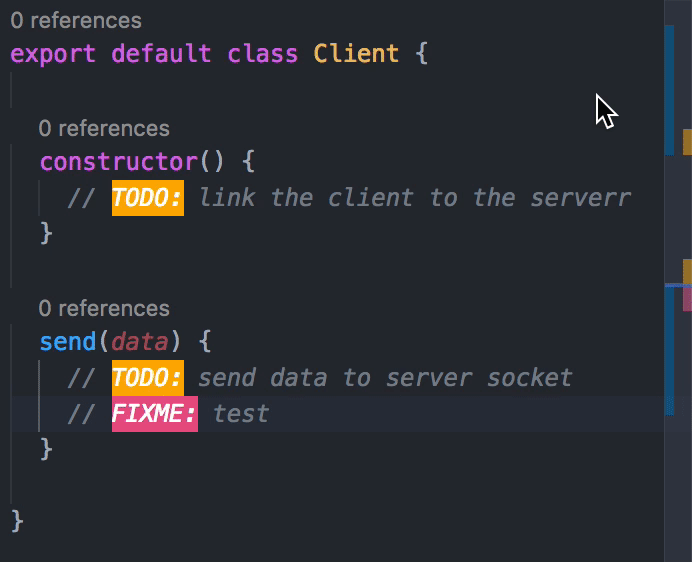 0 references
export default class Client {
0 references
constructor() {
// TODO: link the client to the serverr
}
0 references
send(data) {
// TODO: send data to server socket
// FIXME: test
}
}